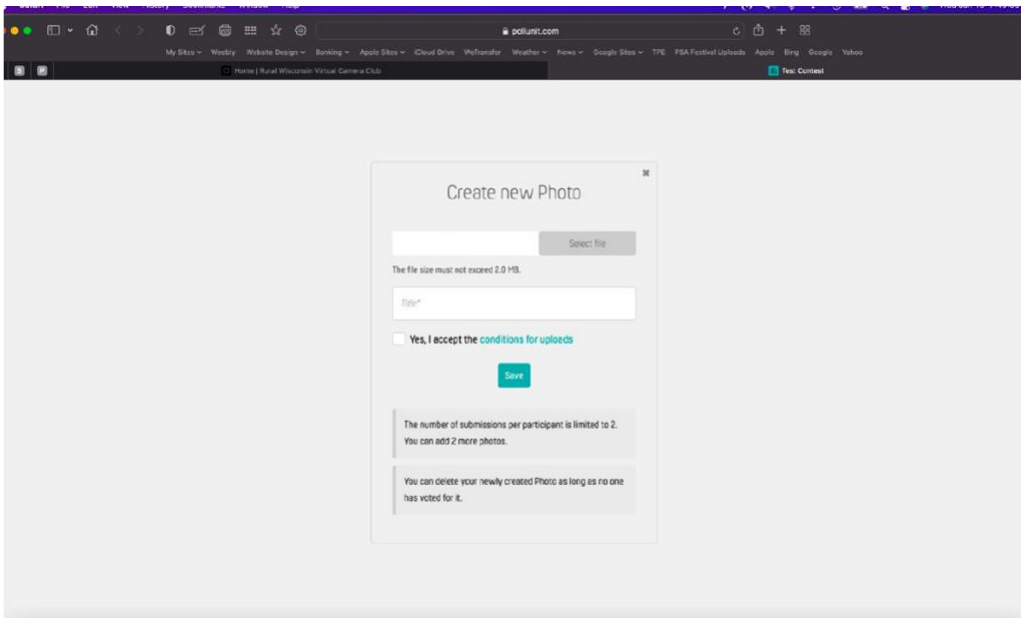 pollunit.com
My Sites Weebly Website Design Banking Apple Sites iCloud Drive WeTransfer Weather News Google Sites TPE PSA Festival Uploads Apple Bing Google Yahoo
S P Home | Rural Wisconsin Virtual Camera Club Test Contest
Create new Photo
Select file
The file size must not exceed 2.0 MB.
Title*
Yes, I accept the conditions for uploads
Save
The number of submissions per participant is limited to 2.
You can add 2 more photos.
You can delete your newly created Photo as long as no one
has voted for it.